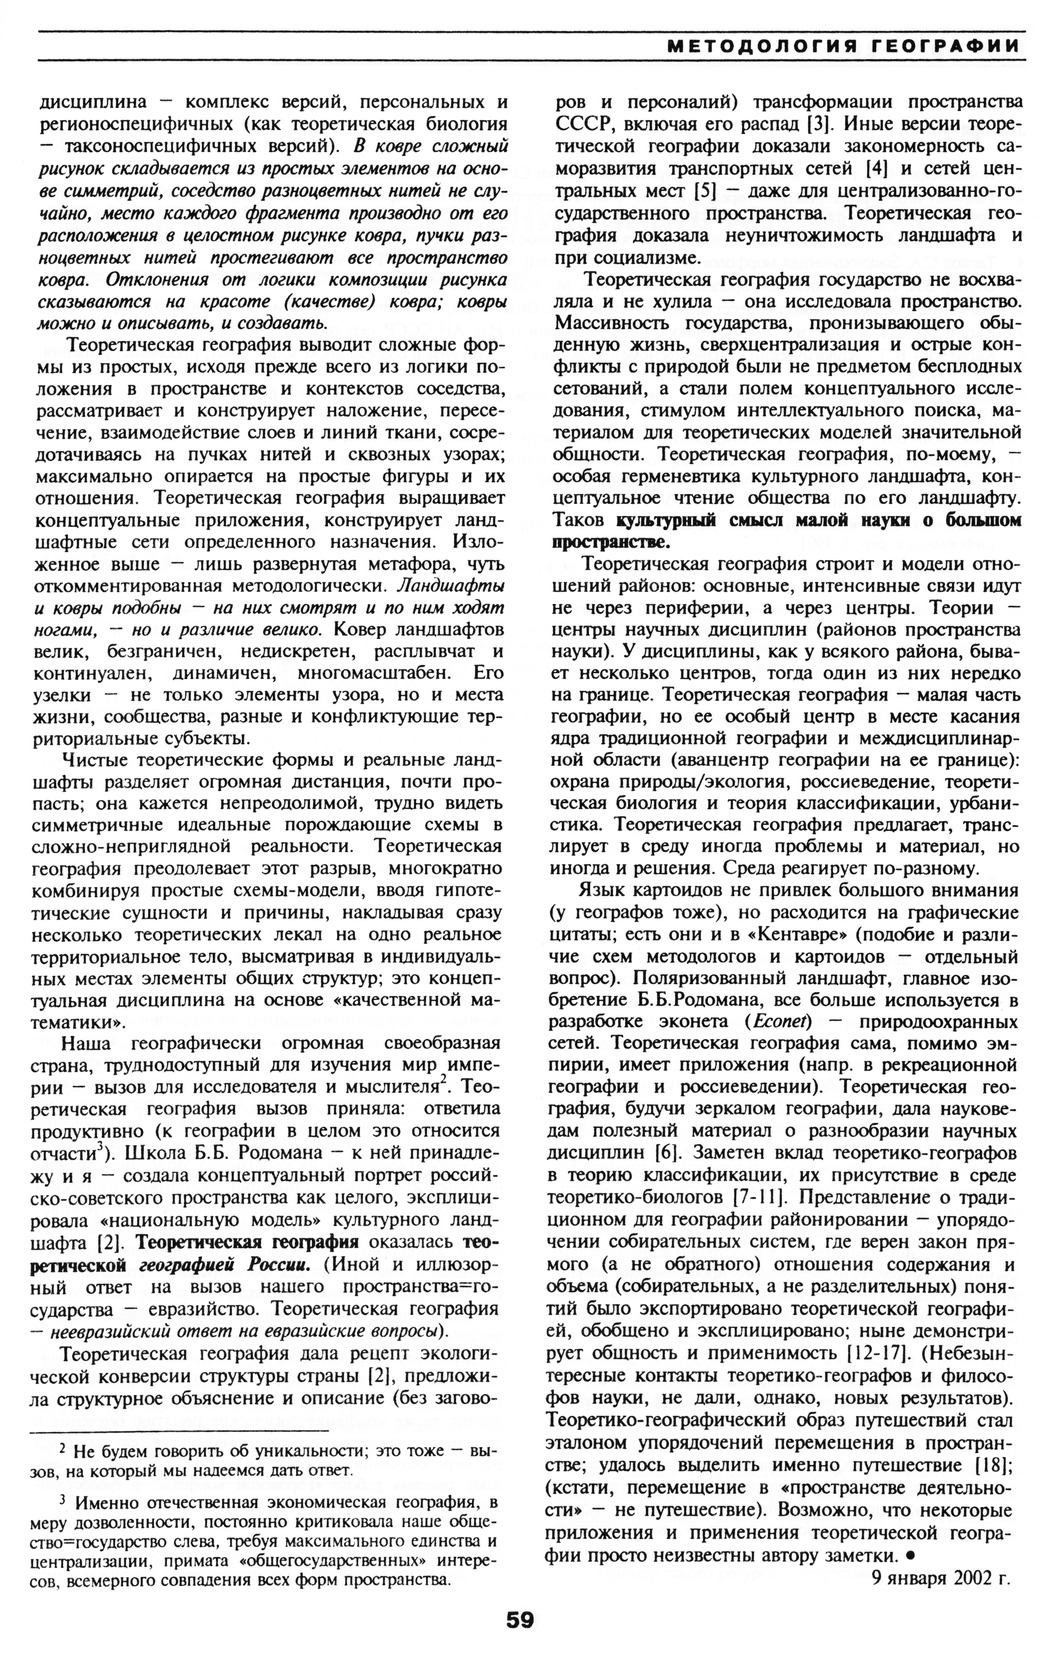 МЕТОДОЛОГИЯ ГЕОГРАФИИ
дисциплина — комплекс версий, персональных и
регионоспецифичных (как теоретическая биология
— таксоноспецифичных версий). В ковре сложный
рисунок складывается из простых элементов на осно-
ве симметрий, соседство разноцветных нитей не слу-
чайно, место каждого фрагмента производно от его
расположения в целостном рисунке ковра, пучки раз-
ноцветных нитей простегивают все пространство
ковра. Отклонения от логики композиции рисунка
сказываются на красоте (качестве) ковра; ковры
можно и описывать, и создавать.
Теоретическая география выводит сложные фор-
мы из простых, исходя прежде всего из логики по-
ложения в пространстве и контекстов соседства,
рассматривает и конструирует наложение, пересе-
чение, взаимодействие слоев и линий ткани, сосре-
дотачиваясь на пучках нитей и сквозных узорах;
максимально опирается на простые фигуры и их
отношения. Теоретическая география выращивает
концептуальные приложения, конструирует ланд-
шафтные сети определенного назначения. Изло-
женное выше — лишь развернутая метафора, чуть
откомментированная методологически. Ландшафты
и ковры подобны — на них смотрят и по ним ходят
ногами, — но и различие велико. Ковер ландшафтов
велик, безграничен, недискретен, расплывчат и
континуален, динамичен, многомасштабен. Его
узелки — не только элементы узора, но и места
жизни, сообщества, разные и конфликтующие тер-
риториальные субъекты.
Чистые теоретические формы и реальные ланд-
шафты разделяет огромная дистанция, почти про-
пасть; она кажется непреодолимой, трудно видеть
симметричные идеальные порождающие схемы в
сложно-неприглядной реальности. Теоретическая
география преодолевает этот разрыв, многократно
комбинируя простые схемы-модели, вводя гипоте-
тические сущности и причины, накладывая сразу
несколько теоретических лекал на одно реальное
территориальное тело, высматривая в индивидуаль-
ных местах элементы общих структур; это концеп-
туальная дисциплина на основе «качественной ма-
тематики».
Наша географически огромная своеобразная
страна, труднодоступный для изучения мир импе-
рии — вызов для исследователя и мыслителя2. Тео-
ретическая география вызов приняла: ответила
продуктивно (к географии в целом это относится
отчасти3). Школа Б.Б. Родомана — к ней принадле-
жу и я — создала концептуальный портрет россий-
ско-советского пространства как целого, эксплици-
ровала «национальную модель» культурного ланд-
шафта [2]. Теоретическая география оказалась тео-
ретической географией России. (Иной и иллюзор-
ный ответ на вызов нашего пространства=го-
сударства — евразийство. Теоретическая география
— неевразийский ответ на евразийские вопросы).
Теоретическая география дала рецепт экологи-
ческой конверсии структуры страны [2], предложи-
ла структурное объяснение и описание (без загово-
2 Не будем говорить об уникальности; это тоже — вы-
зов, на который мы надеемся дать ответ.
3 Именно отечественная экономическая география, в
меру дозволенности, постоянно критиковала наше обще-
ство=государство слева, требуя максимального единства и
централизации, примата «общегосударственных» интере-
сов, всемерного совпадения всех форм пространства.
ров и персоналий) трансформации пространства
СССР, включая его распад [3]. Иные версии теоре-
тической географии доказали закономерность са-
моразвития транспортных сетей [4] и сетей цен-
тральных мест [5] — даже для централизованно-го-
сударственного пространства. Теоретическая гео-
графия доказала неуничтожимость ландшафта и
при социализме.
Теоретическая география государство не восхва-
ляла и не хулила — она исследовала пространство.
Массивность государства, пронизывающего обы-
денную жизнь, сверхцентрализация и острые кон-
фликты с природой были не предметом бесплодных
сетований, а стали полем концептуального иссле-
дования, стимулом интеллектуального поиска, ма-
териалом для теоретических моделей значительной
общности. Теоретическая география, по-моему, —
особая герменевтика культурного ландшафта, кон-
цептуальное чтение общества по его ландшафту.
Таков культурный смысл малой науки о большом
пространстве.
Теоретическая география строит и модели отно-
шений районов: основные, интенсивные связи идут
не через периферии, а через центры. Теории —
центры научных дисциплин (районов пространства
науки). У дисциплины, как у всякого района, быва-
ет несколько центров, тогда один из них нередко
на границе. Теоретическая география — малая часть
географии, но ее особый центр в месте касания
ядра традиционной географии и междисциплинар-
ной области (аванцентр географии на ее границе):
охрана природы/экология, россиеведение, теорети-
ческая биология и теория классификации, урбани-
стика. Теоретическая география предлагает, транс-
лирует в среду иногда проблемы и материал, но
иногда и решения. Среда реагирует по-разному.
Язык картоидов не привлек большого внимания
(у географов тоже), но расходится на графические
цитаты; есть они и в «Кентавре» (подобие и разли-
чие схем методологов и картоидов — отдельный
вопрос). Поляризованный ландшафт, главное изо-
бретение Б.Б.Родомана, все больше используется в
разработке эконета (Econet) — природоохранных
сетей. Теоретическая география сама, помимо эм-
пирии, имеет приложения (напр. в рекреационной
географии и россиеведении). Теоретическая гео-
графия, будучи зеркалом географии, дала наукове-
дам полезный материал о разнообразии научных
дисциплин [6]. Заметен вклад теоретико-географов
в теорию классификации, их присутствие в среде
теоретико-биологов [7-11]. Представление о тради-
ционном для географии районировании — упорядо-
чении собирательных систем, где верен закон пря-
мого (а не обратного) отношения содержания и
объема (собирательных, а не разделительных) поня-
тий было экспортировано теоретической географи-
ей, обобщено и эксплицировано; ныне демонстри-
рует общность и применимость [12-17]. (Небезын-
тересные контакты теоретико-географов и филосо-
фов науки, не дали, однако, новых результатов).
Теоретико-географический образ путешествий стал
эталоном упорядочений перемещения в простран-
стве; удалось выделить именно путешествие [18];
(кстати, перемещение в «пространстве деятельно-
сти» — не путешествие). Возможно, что некоторые
приложения и применения теоретической геогра-
фии просто неизвестны автору заметки. ●
9 января 2002 г.
59